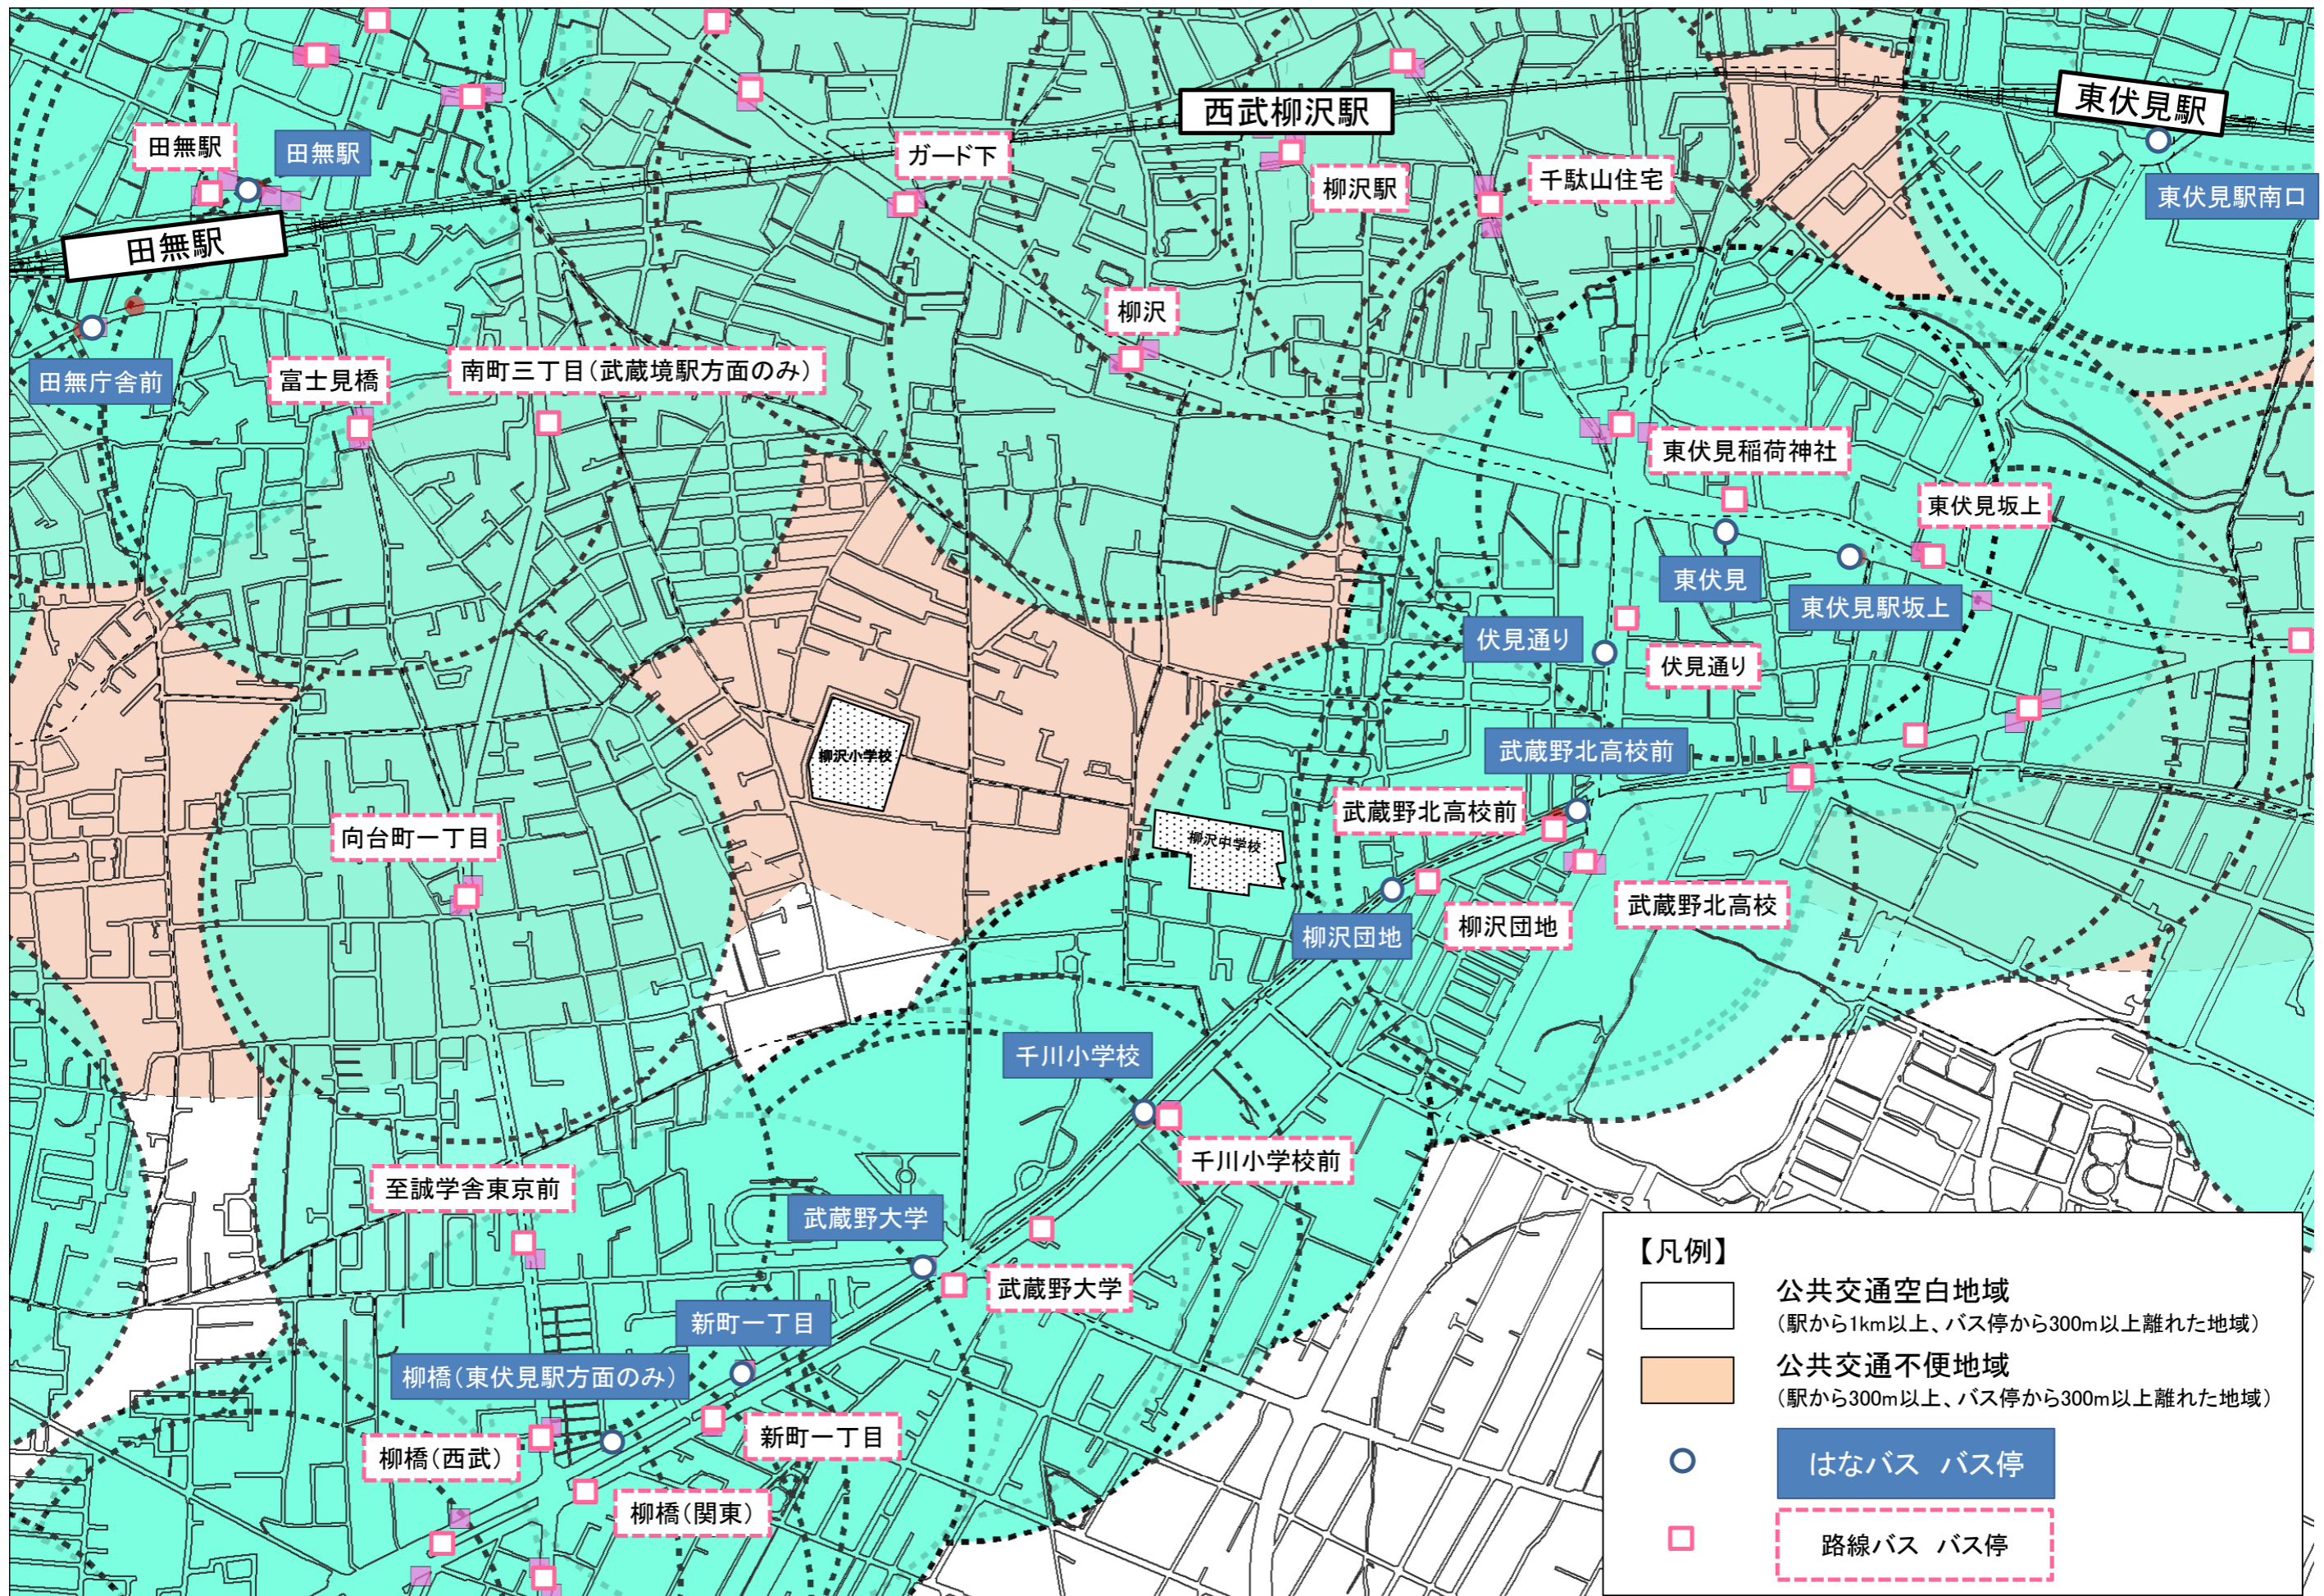 西武柳沢駅
東伏見駅
田無駅
田無駅
ガード下
柳沢駅
千駄山住宅
東伏見駅南口
田無駅
柳沢
田無庁舎前
富士見橋
南町三丁目(武蔵境駅方面のみ)
東伏見稲荷神社
東伏見坂上
東伏見
東伏見駅坂上
伏見通り
伏見通り
柳沢小学校
武蔵野北高校前
武蔵野北高校前
向台町一丁目
柳沢中学校
武蔵野北高校
柳沢団地
柳沢団地
千川小学校
千川小学校前
至誠学舎東京前
武蔵野大学
武蔵野大学
新町一丁目
柳橋(東伏見駅方面のみ)
新町一丁目
柳橋(西武)
柳橋(関東)
【凡例】
公共交通空白地域
(駅から1km以上、バス停から300m以上離れた地域)
公共交通不便地域
(駅から300m以上、バス停から300m以上離れた地域)
はなバス バス停
路線バス バス停